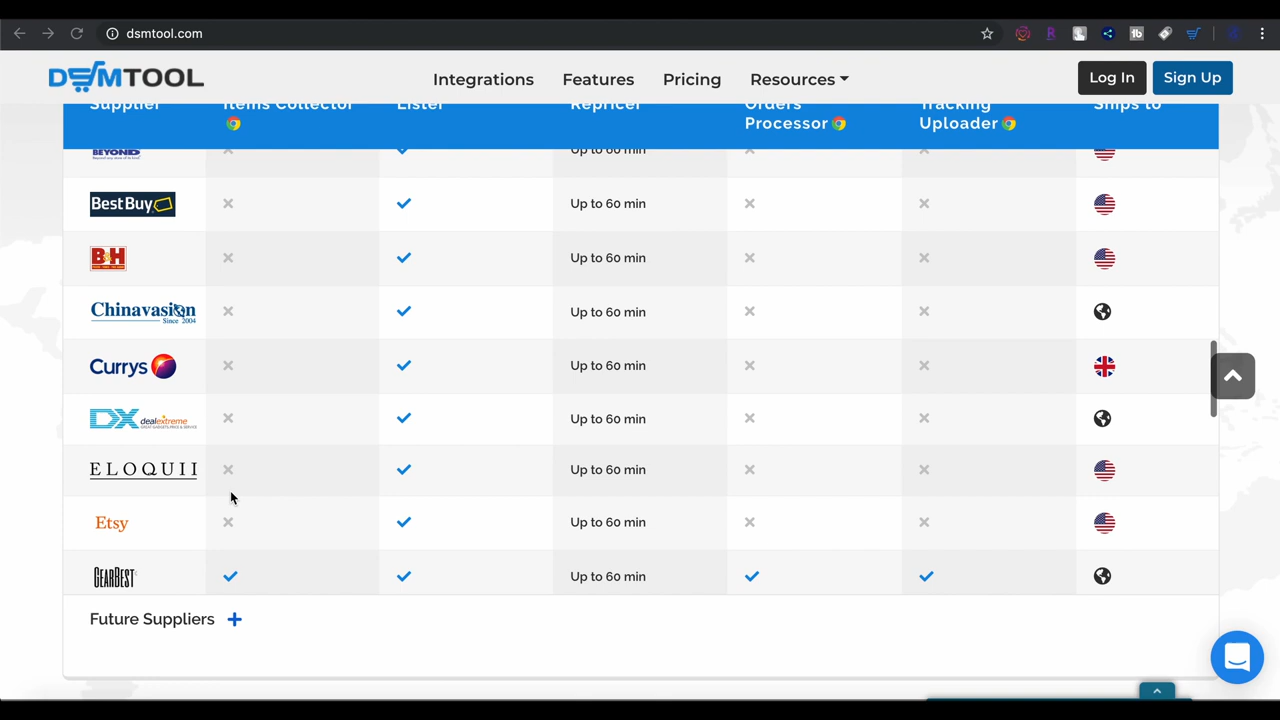 dsmtool.com
DSMTOOL Integrations Features Pricing Resources Log In Sign Up
Supplier Items Collector Lister Repricer Orders Processor Tracking Uploader Ships to
BEYOND Up to 60 min
Best Buy Up to 60 min
B&H Up to 60 min
Chinavasion Since 2004 Up to 60 min
Currys Up to 60 min
DX dealextreme Up to 60 min
ELOQUII Up to 60 min
Etsy Up to 60 min
GEARBEST Up to 60 min
Future Suppliers +